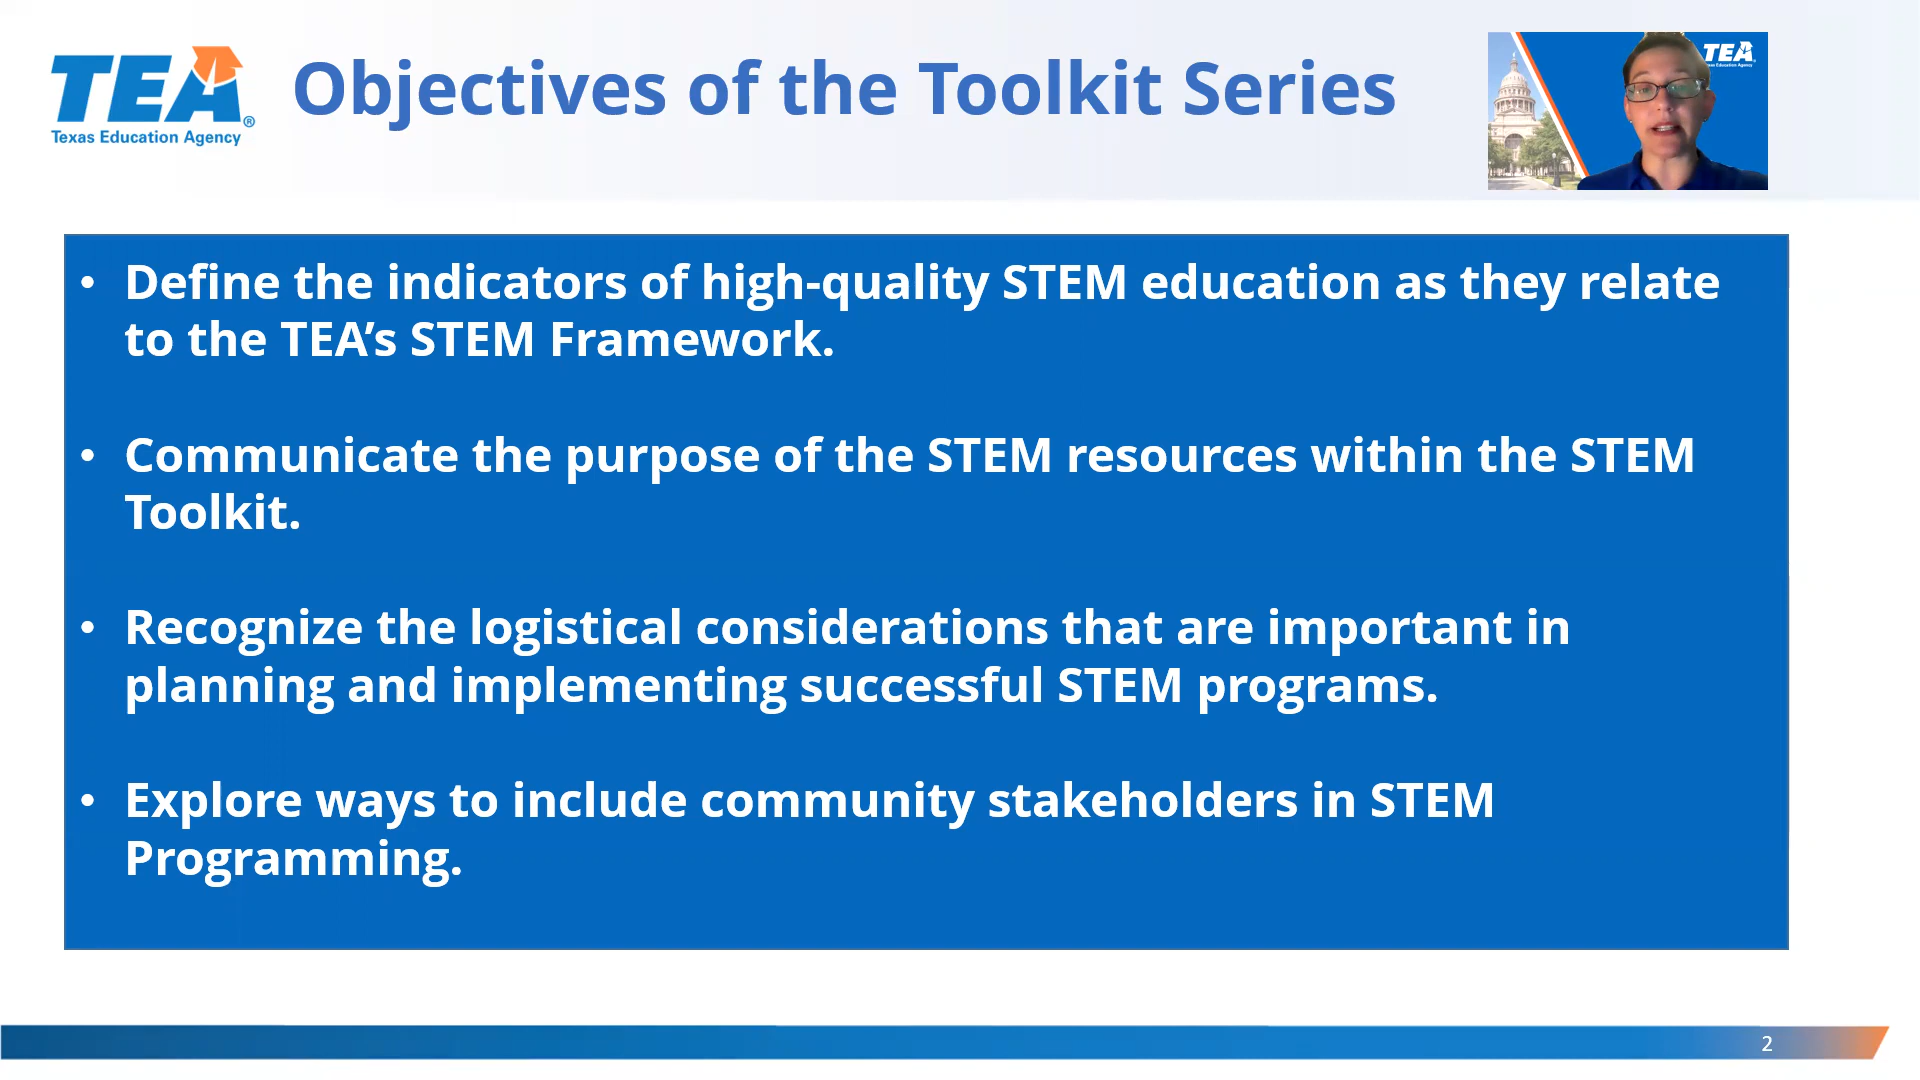 TEA
Texas Education Agency
Objectives of the Toolkit Series
TEA
Texas Education Agency
• Define the indicators of high-quality STEM education as they relate
to the TEA’s STEM Framework.
• Communicate the purpose of the STEM resources within the STEM
Toolkit.
• Recognize the logistical considerations that are important in
planning and implementing successful STEM programs.
• Explore ways to include community stakeholders in STEM
Programming.
2